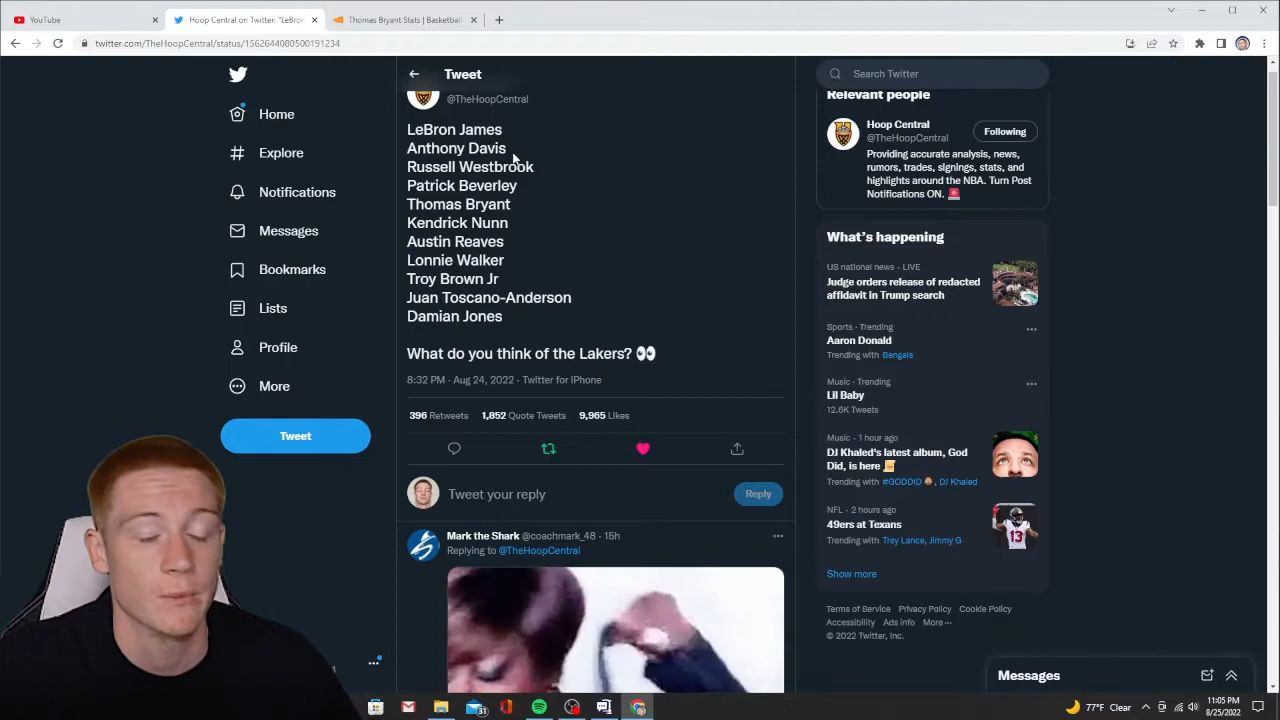 YouTube
Hoop Central on Twitter: "LeBron
Thomas Bryant Stats | Basketball
twitter.com/TheHoopCentral/status/1562644080500191234
Home
Explore
Notifications
Messages
Bookmarks
Lists
Profile
More
Tweet
Tweet
@TheHoopCentral
LeBron James
Anthony Davis
Russell Westbrook
Patrick Beverley
Thomas Bryant
Kendrick Nunn
Austin Reaves
Lonnie Walker
Troy Brown Jr
Juan Toscano-Anderson
Damian Jones
What do you think of the Lakers? 👀
8:32 PM · Aug 24, 2022 · Twitter for iPhone
396 Retweets 1,852 Quote Tweets 9,965 Likes
Tweet your reply
Reply
Mark the Shark @coachmark_48 · 15h
Replying to @TheHoopCentral
Search Twitter
Relevant people
Hoop Central
@TheHoopCentral
Following
Providing accurate analysis, news,
rumors, trades, signings, stats, and
highlights around the NBA. Turn Post
Notifications ON. 🚨
What's happening
US national news · LIVE
Judge orders release of redacted
affidavit in Trump search
Sports · Trending
Aaron Donald
Trending with Bengals
Music · Trending
Lil Baby
12.6K Tweets
Music · 1 hour ago
DJ Khaled's latest album, God
Did, is here
Trending with #GODDID, DJ Khaled
NFL · 2 hours ago
49ers at Texans
Trending with Trey Lance, Jimmy G
Show more
Terms of Service Privacy Policy Cookie Policy
Accessibility Ads info More ···
© 2022 Twitter, Inc.
Messages
31
77°F Clear
11:05 PM
8/25/2022